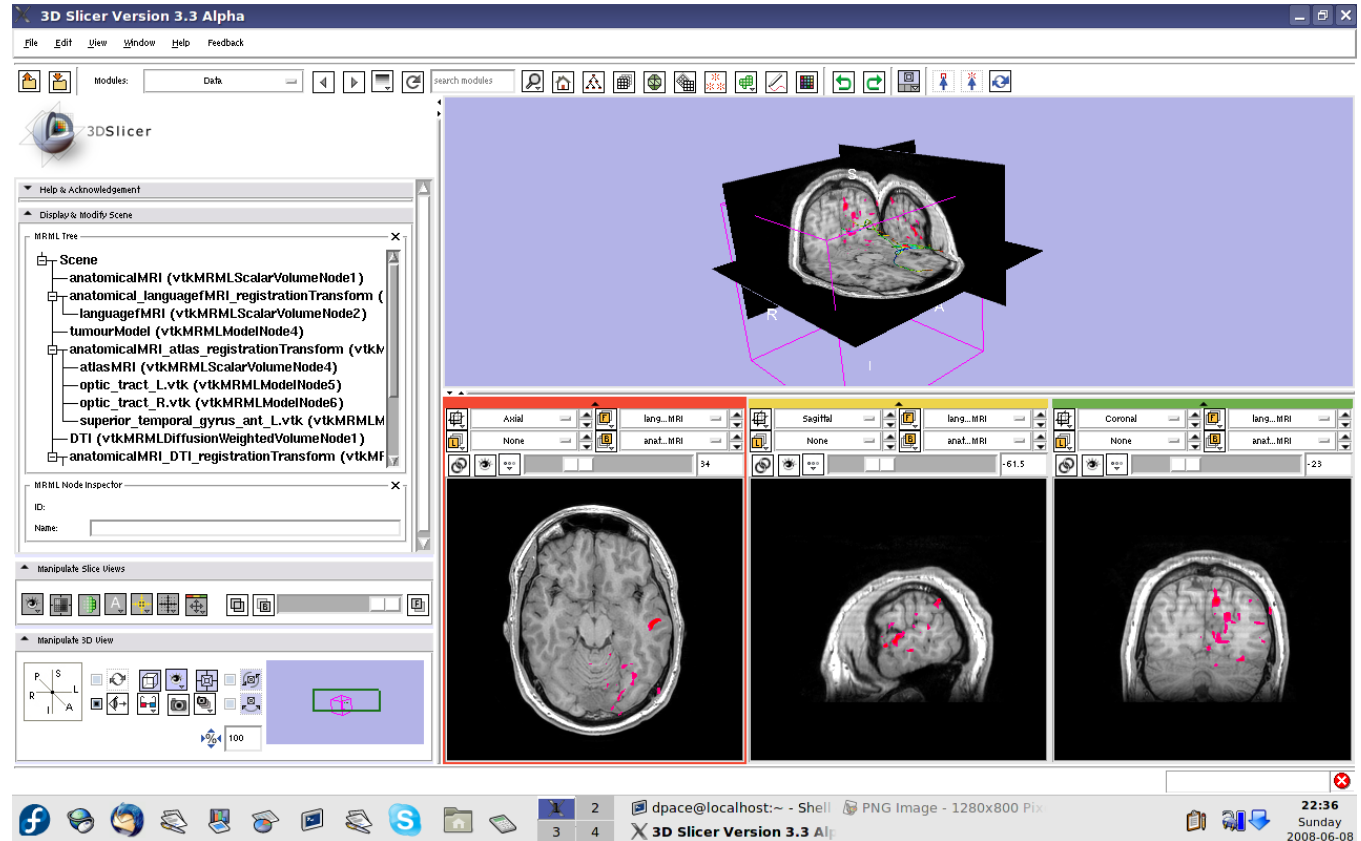 3D Slicer Version 3.3 Alpha
File Edit View Window Help Feedback
Modules: Data search modules
3DSlicer
Help & Acknowledgement
Display & Modify Scene
MRML Tree
Scene
anatomicalMRI (vtkMRMLScalarVolumeNode1)
anatomical_languagefMRI_registrationTransform (
languagefMRI (vtkMRMLScalarVolumeNode2)
tumourModel (vtkMRMLModelNode4)
anatomicalMRI_atlas_registrationTransform (vtkM
atlasMRI (vtkMRMLScalarVolumeNode4)
optic_tract_L.vtk (vtkMRMLModelNode5)
optic_tract_R.vtk (vtkMRMLModelNode6)
superior_temporal_gyrus_ant_L.vtk (vtkMRMLM
DTI (vtkMRMLDiffusionWeightedVolumeNode1)
anatomicalMRI_DTI_registrationTransform (vtkMF
MRML Node Inspector
ID:
Name:
Manipulate Slice Views
A B F
Manipulate 3D View
P S
R L
I A
% 100
S
R A
I
Axial F lang...MRI
L None B anat...MRI
34
Sagittal F lang...MRI
L None B anat...MRI
-61.5
Coronal F lang...MRI
L None B anat...MRI
-23
1 2
3 4
dpace@localhost:~ - Shell
PNG Image - 1280x800 Pix
3D Slicer Version 3.3 Alp
22:36
Sunday
2008-06-08